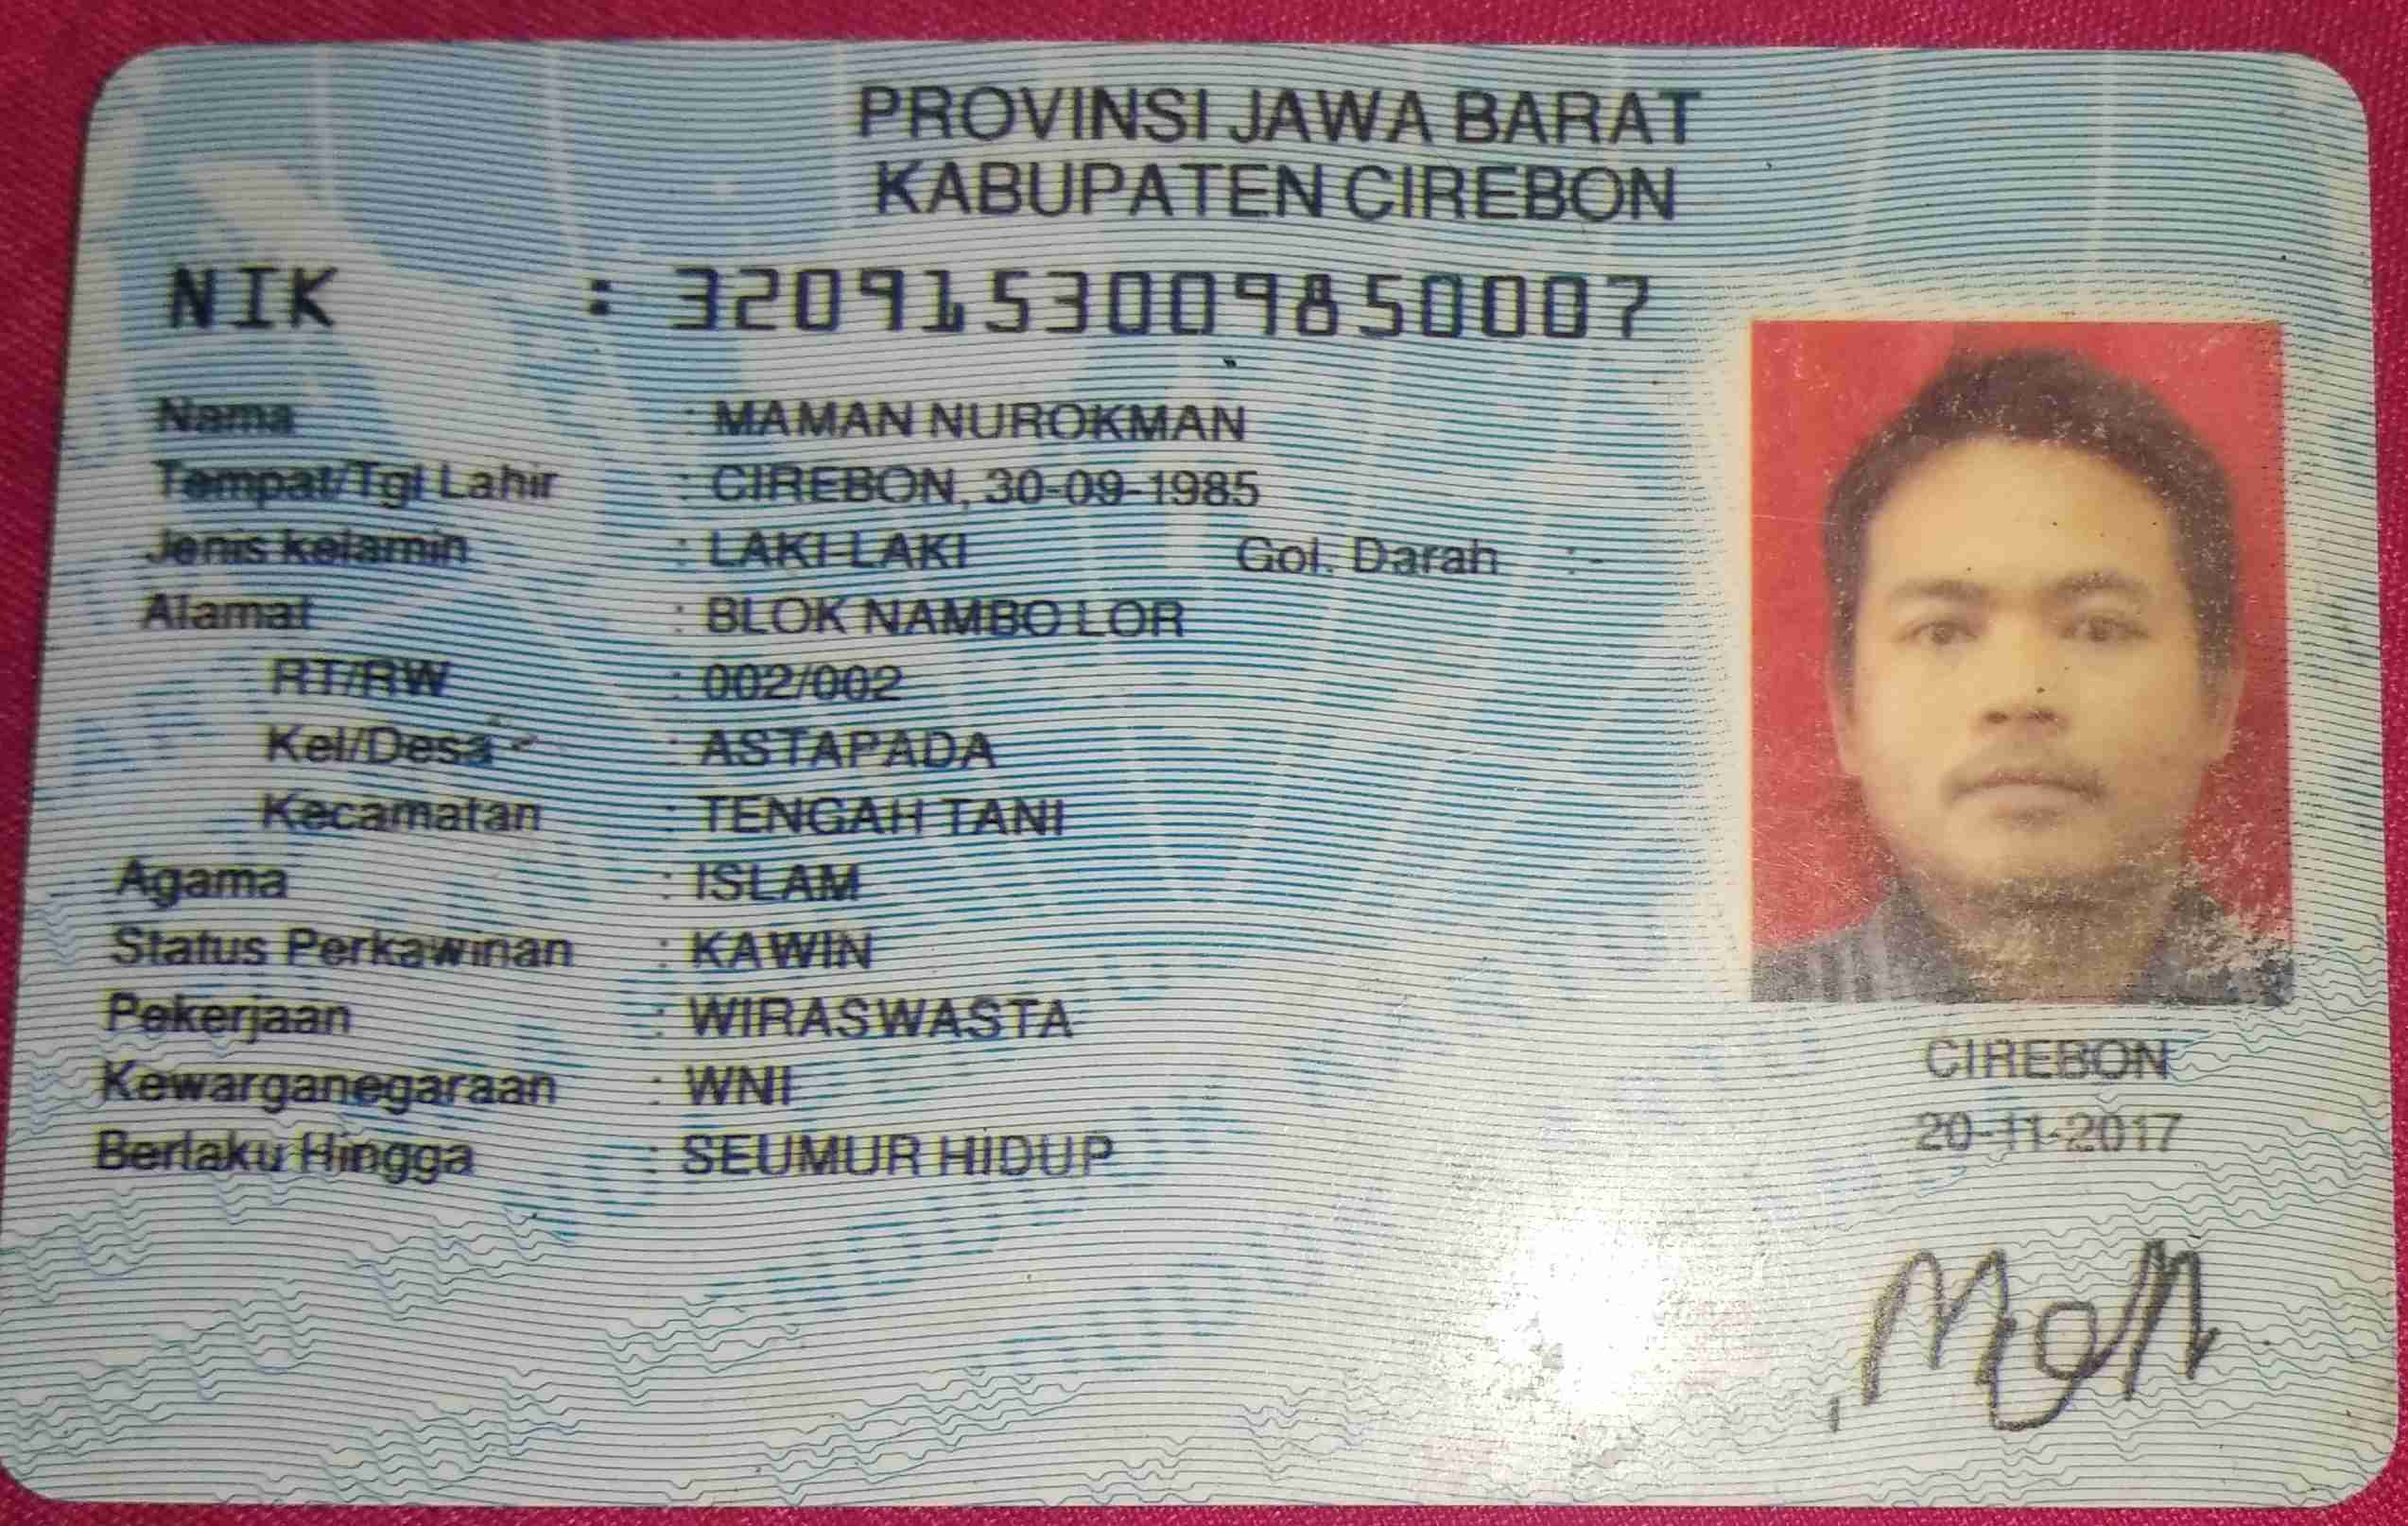 PROVINSI JAWA BARAT
KABUPATEN CIREBON
NIK : 3209153009850007
Nama : MAMAN NUROKMAN
Tempat/Tgl Lahir : CIREBON, 30-09-1985
Jenis kelamin : LAKI-LAKI Gol. Darah : -
Alamat : BLOK NAMBO LOR
RT/RW : 002/002
Kel/Desa : ASTAPADA
Kecamatan : TENGAH TANI
Agama : ISLAM
Status Perkawinan : KAWIN
Pekerjaan : WIRASWASTA
Kewarganegaraan : WNI
Berlaku Hingga : SEUMUR HIDUP
CIREBON
20-11-2017